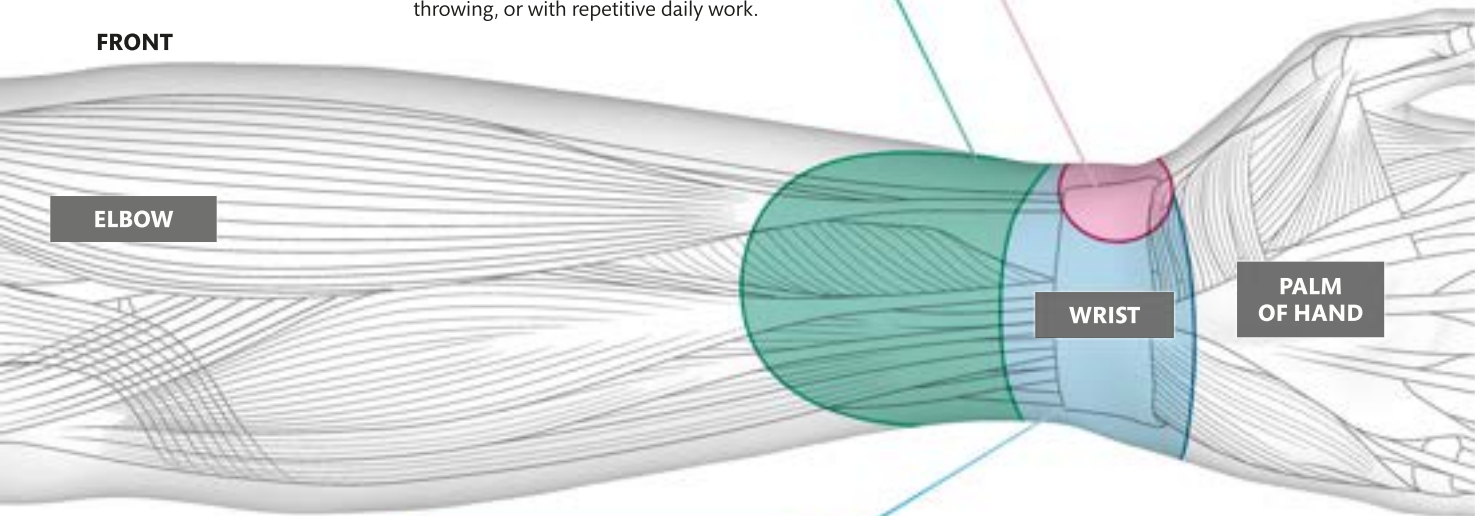 throwing, or with repetitive daily work.
FRONT
ELBOW
WRIST
PALM
OF HAND